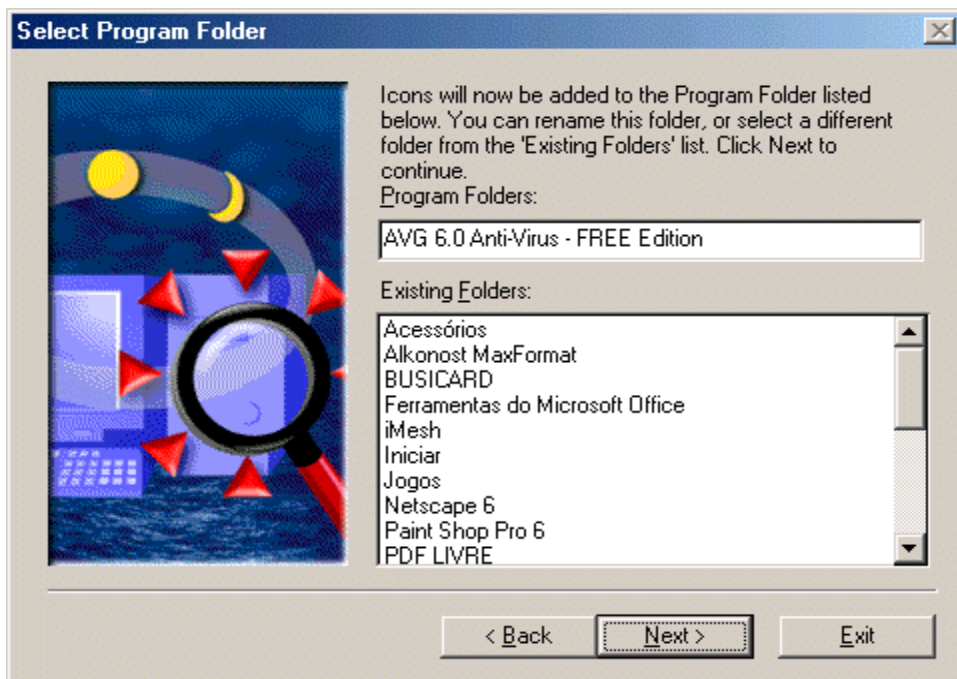 Select Program Folder
Icons will now be added to the Program Folder listed
below. You can rename this folder, or select a different
folder from the 'Existing Folders' list. Click Next to
continue.
Program Folders:
AVG 6.0 Anti-Virus - FREE Edition
Existing Folders:
Acessórios
Alkonost MaxFormat
BUSICARD
Ferramentas do Microsoft Office
iMesh
Iniciar
Jogos
Netscape 6
Paint Shop Pro 6
PDF LIVRE
< Back
Next >
Exit